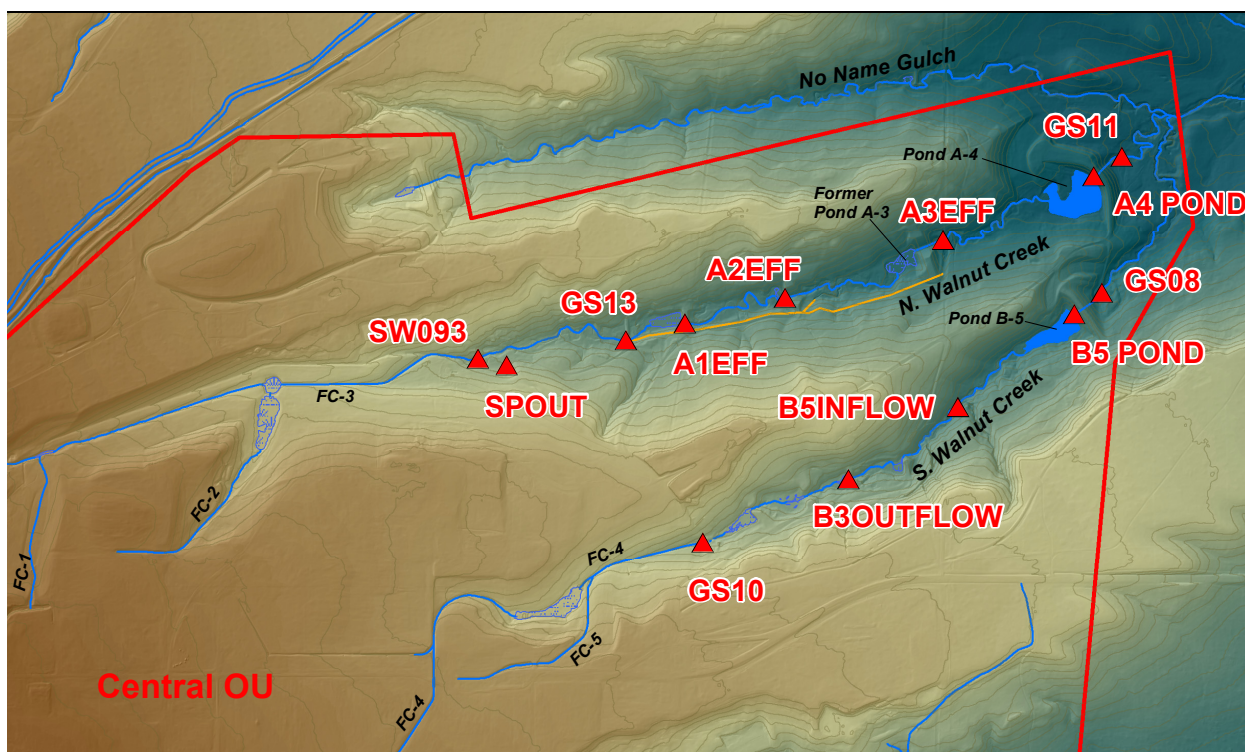 No Name Gulch
GS11
Pond A-4
A4 POND
Former
Pond A-3
A3EFF
N. Walnut Creek
A2EFF
GS08
GS13
Pond B-5
SW093
A1EFF
B5 POND
FC-3
SPOUT
B5INFLOW
S. Walnut Creek
FC-2
B3OUTFLOW
FC-1
FC-4
GS10
FC-5
Central OU
FC-4